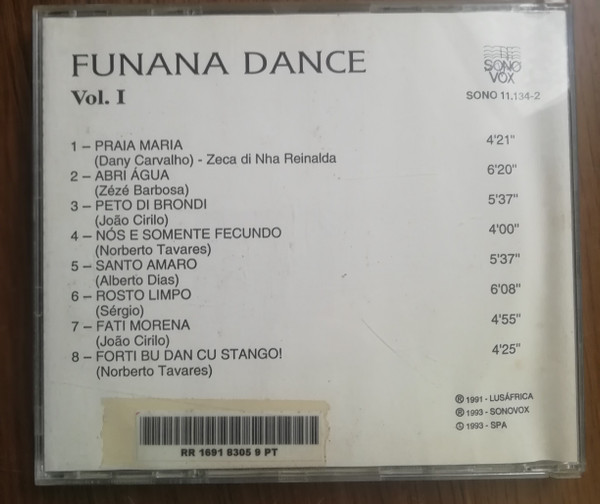 FUNANA DANCE
Vol. I
SONO VOX
SONO 11.134-2
1 – PRAIA MARIA 4'21"
(Dany Carvalho) - Zeca di Nha Reinalda
2 – ABRI ÁGUA 6'20"
(Zézé Barbosa)
3 – PETO DI BRONDI 5'37"
(João Cirilo)
4 – NÓS E SOMENTE FECUNDO 4'00"
(Norberto Tavares)
5 – SANTO AMARO 5'37"
(Alberto Dias)
6 – ROSTO LIMPO 6'08"
(Sérgio)
7 – FATI MORENA 4'55"
(João Cirilo)
8 – FORTI BU DAN CU STANGO! 4'25"
(Norberto Tavares)
Ⓡ 1991 - LUSÁFRICA
Ⓡ 1993 - SONOVOX
Ⓒ 1993 - SPA
RR 1691 8305 9 PT